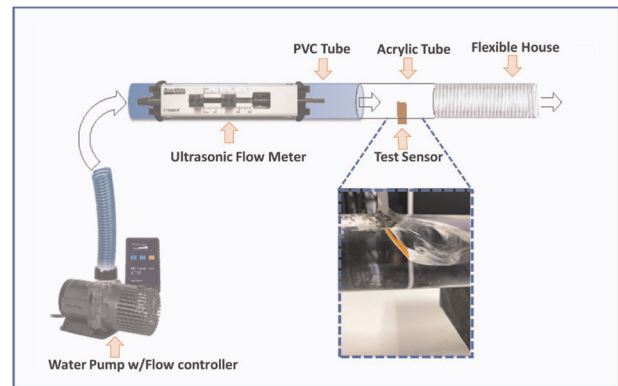 PVC Tube
Acrylic Tube
Flexible House
Ultrasonic Flow Meter
Test Sensor
Water Pump w/Flow controller